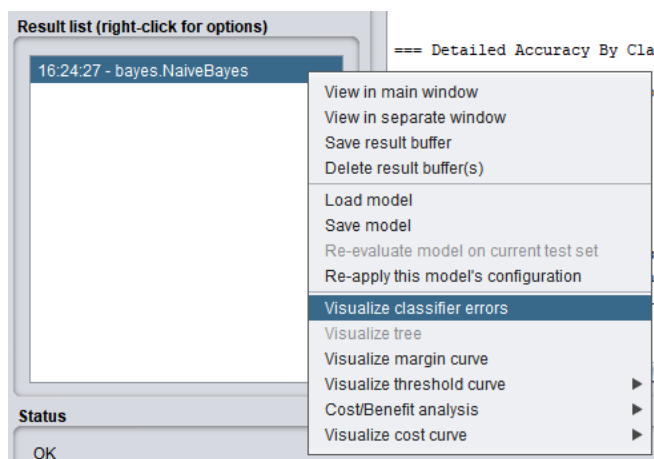 Result list (right-click for options)
=== Detailed Accuracy By Cla
16:24:27 - bayes.NaiveBayes
View in main window
View in separate window
Save result buffer
Delete result buffer(s)
Load model
Save model
Re-evaluate model on current test set
Re-apply this model's configuration
Visualize classifier errors
Visualize tree
Visualize margin curve
Visualize threshold curve
Cost/Benefit analysis
Visualize cost curve
Status
OK